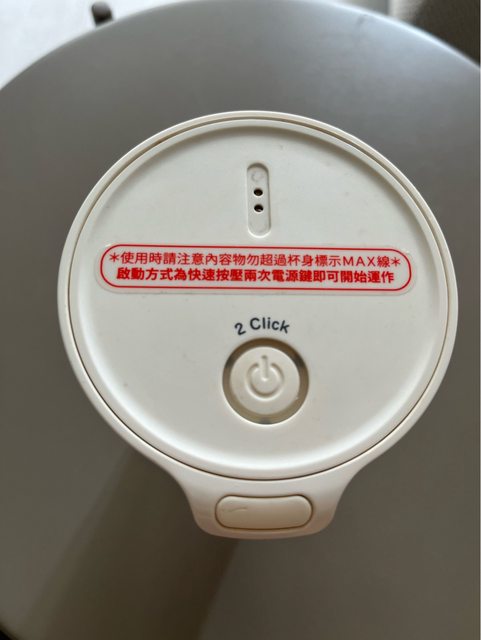 ＊使用時請注意內容物勿超過杯身標示MAX線＊
啟動方式為快速按壓兩次電源鍵即可開始運作
2 Click